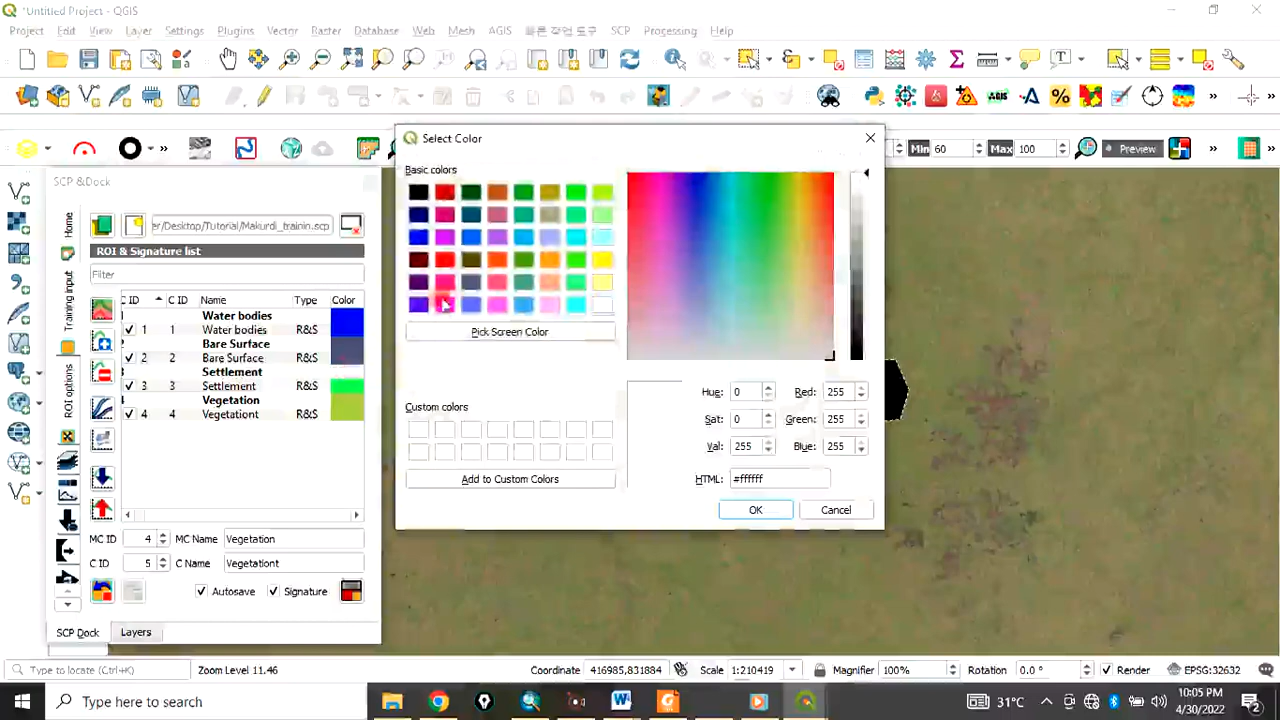 *Untitled Project - QGIS
Project Edit View Layer Settings Plugins Vector Raster Database Web Mesh AGIS 빠른 작업 도구 SCP Processing Help
AGIS
Min 60 Max 100 Preview
SCP &Dock
er/Desktop/Tutorial/Makurdi_trainin.scp
ROI & Signature list
Filter
C ID C ID Name Type Color
Water bodies
1 1 Water bodies R&S
Bare Surface
2 2 Bare Surface R&S
Settlement
3 3 Settlement R&S
Vegetation
4 4 Vegetationt R&S
MC ID 4 MC Name Vegetation
C ID 5 C Name Vegetationt
Autosave Signature
Home
Training input
ROI options
SCP Dock Layers
Select Color
Basic colors
Pick Screen Color
Custom colors
Add to Custom Colors
Hue: 0 Red: 255
Sat: 0 Green: 255
Val: 255 Blue: 255
HTML: #ffffff
OK Cancel
Type to locate (Ctrl+K) Zoom Level 11.46 Coordinate 416985,831884 Scale 1:210419 Magnifier 100% Rotation 0.0 ° Render EPSG:32632
Type here to search 31°C 10:05 PM
4/30/2022
2